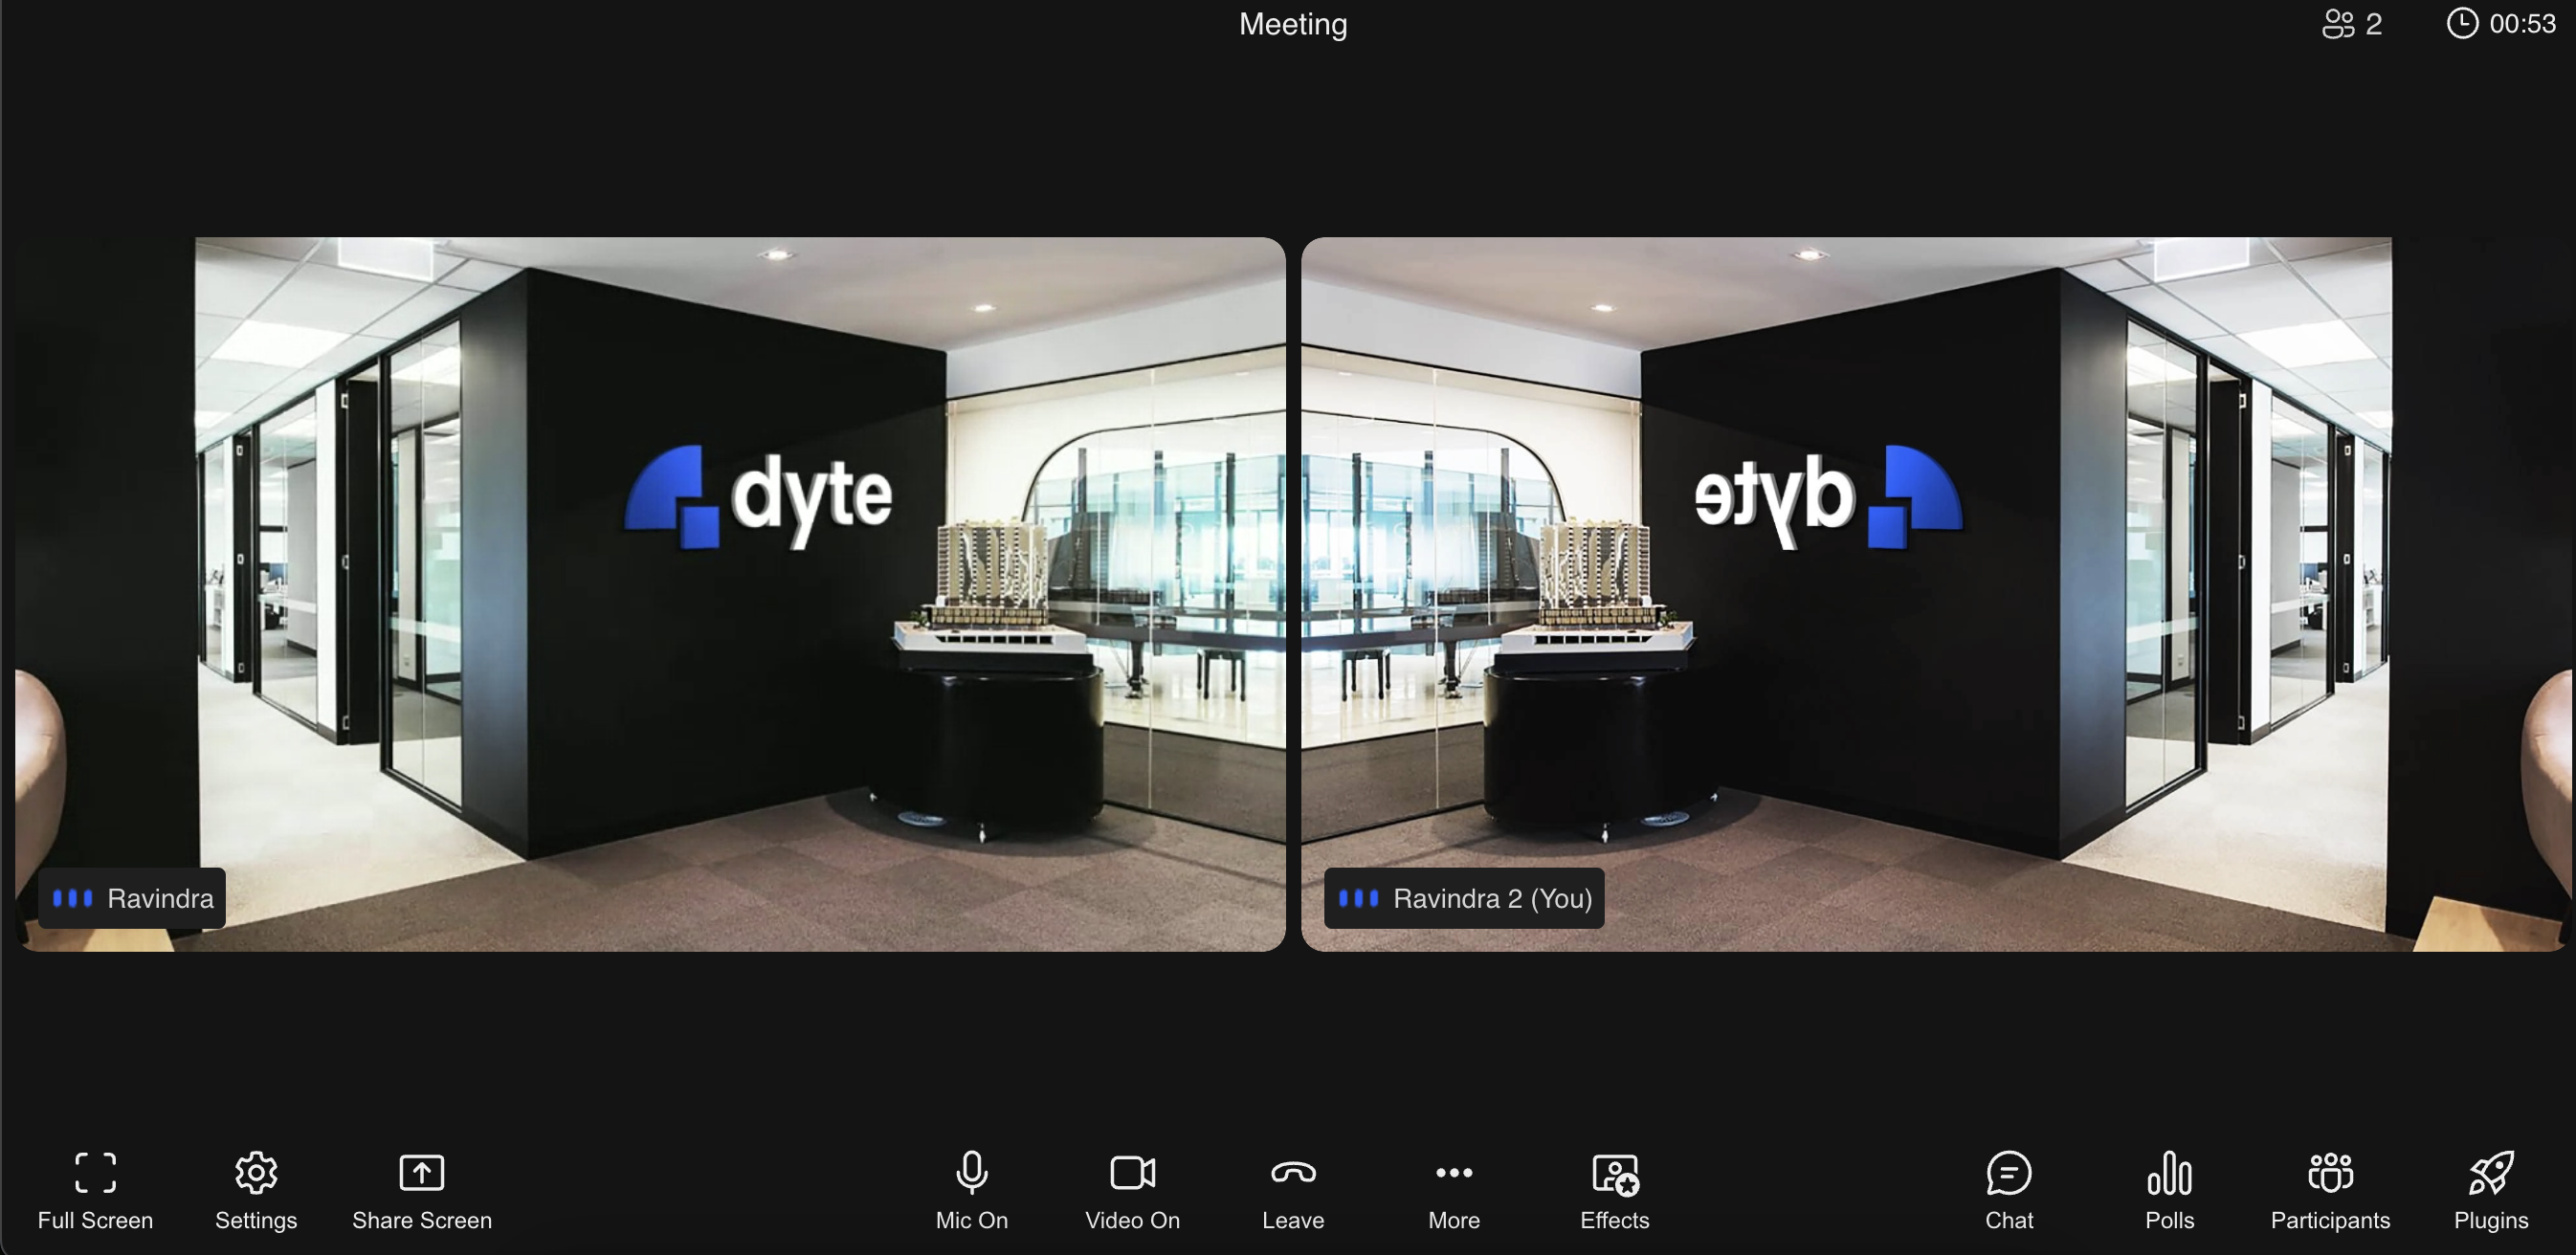 Meeting
2
00:53
dyte
dyte
Ravindra
Ravindra 2 (You)
Full Screen
Settings
Share Screen
Mic On
Video On
Leave
More
Effects
Chat
Polls
Participants
Plugins